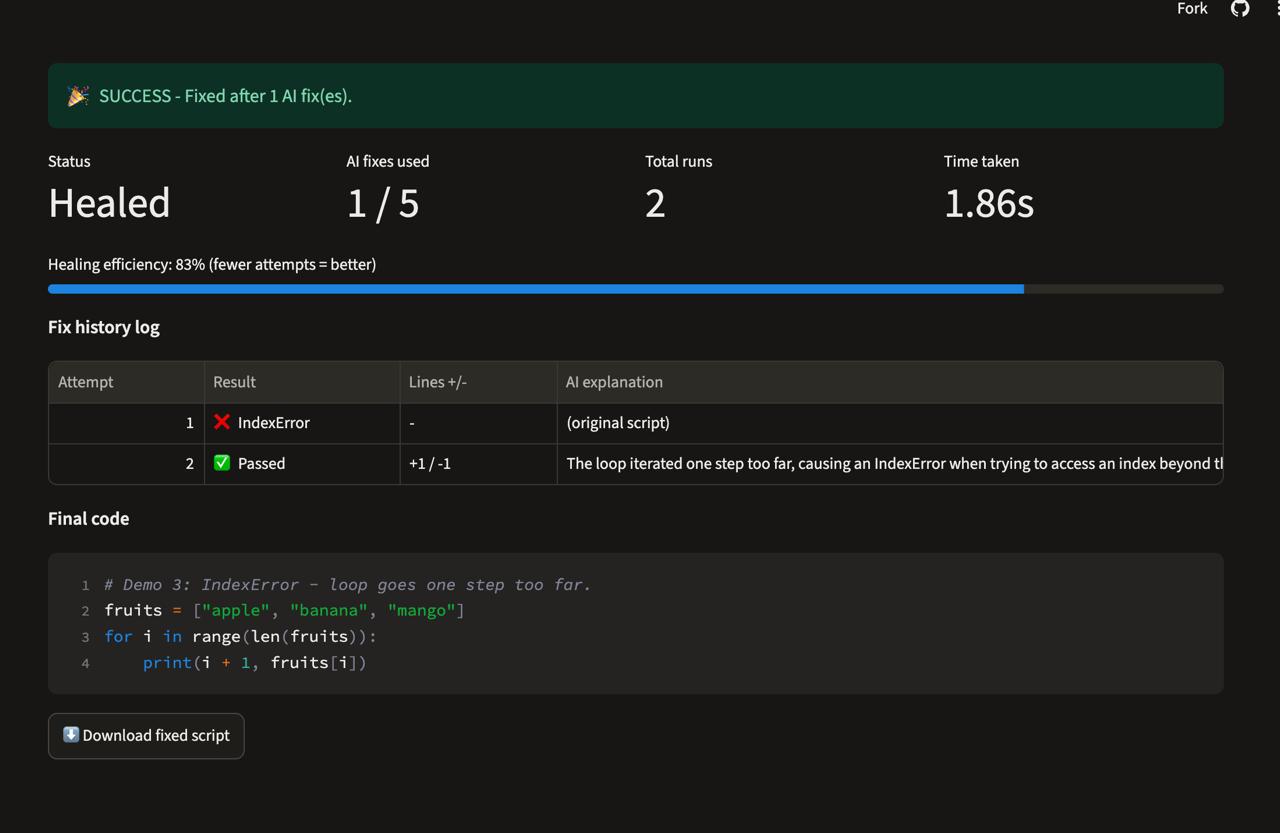 Fork
🎉 SUCCESS - Fixed after 1 AI fix(es).
Status AI fixes used Total runs Time taken
Healed 1 / 5 2 1.86s
Healing efficiency: 83% (fewer attempts = better)
Fix history log
Attempt Result Lines +/- AI explanation
1 ❌ IndexError - (original script)
2 ✅ Passed +1 / -1 The loop iterated one step too far, causing an IndexError when trying to access an index beyond
Final code
1 # Demo 3: IndexError - loop goes one step too far.
2 fruits = ["apple", "banana", "mango"]
3 for i in range(len(fruits)):
4     print(i + 1, fruits[i])
⬇️ Download fixed script